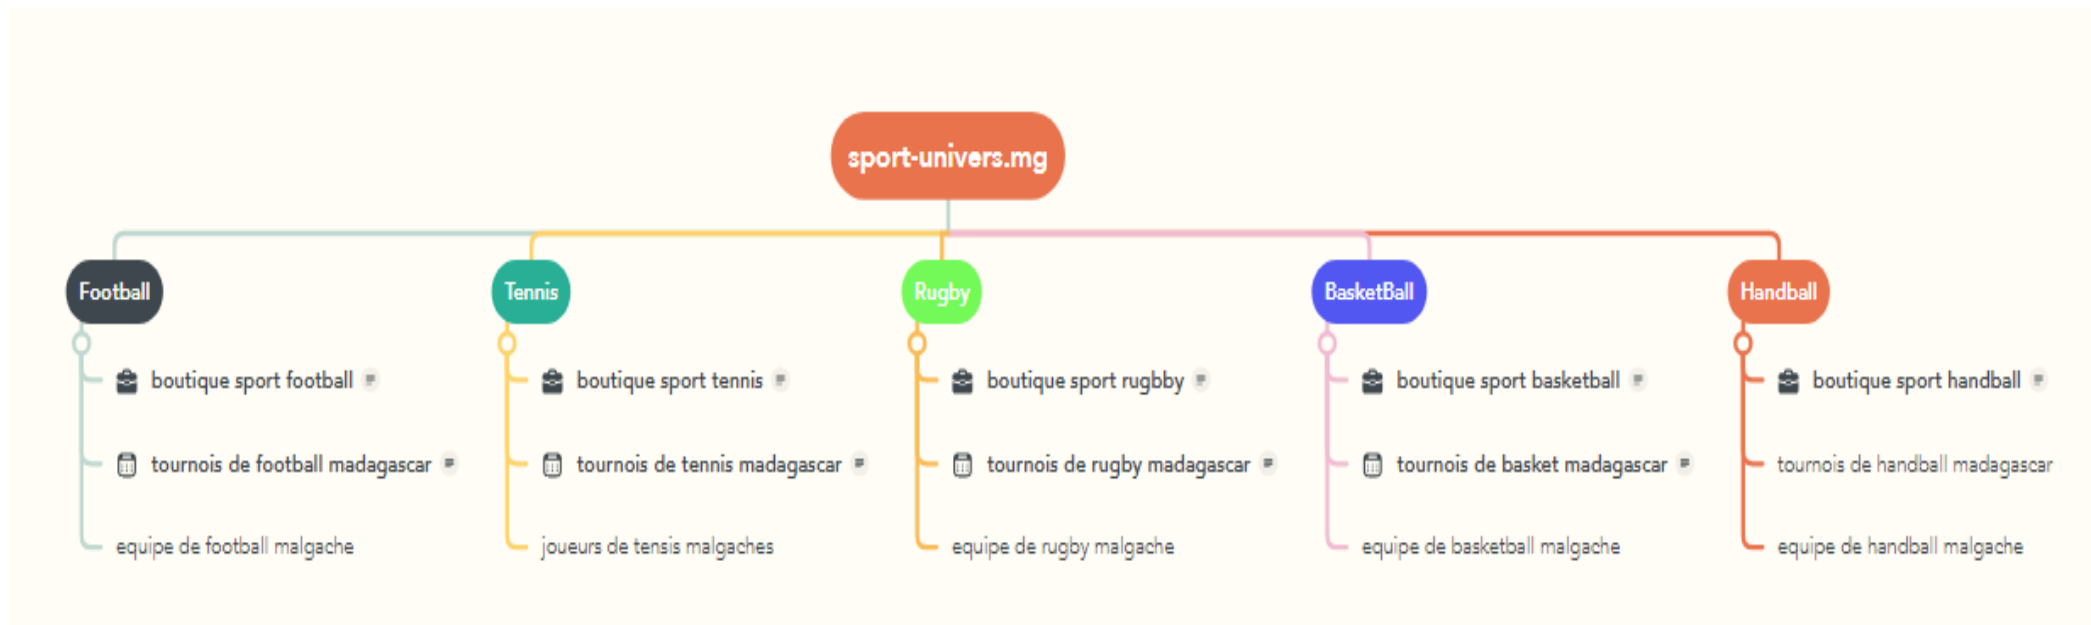 sport-univers.mg
Football
Tennis
Rugby
BasketBall
Handball
boutique sport football
boutique sport tennis
boutique sport rugbby
boutique sport basketball
boutique sport handball
tournois de football madagascar
tournois de tennis madagascar
tournois de rugby madagascar
tournois de basket madagascar
tournois de handball madagascar
equipe de football malgache
joueurs de tensis malgaches
equipe de rugby malgache
equipe de basketball malgache
equipe de handball malgache